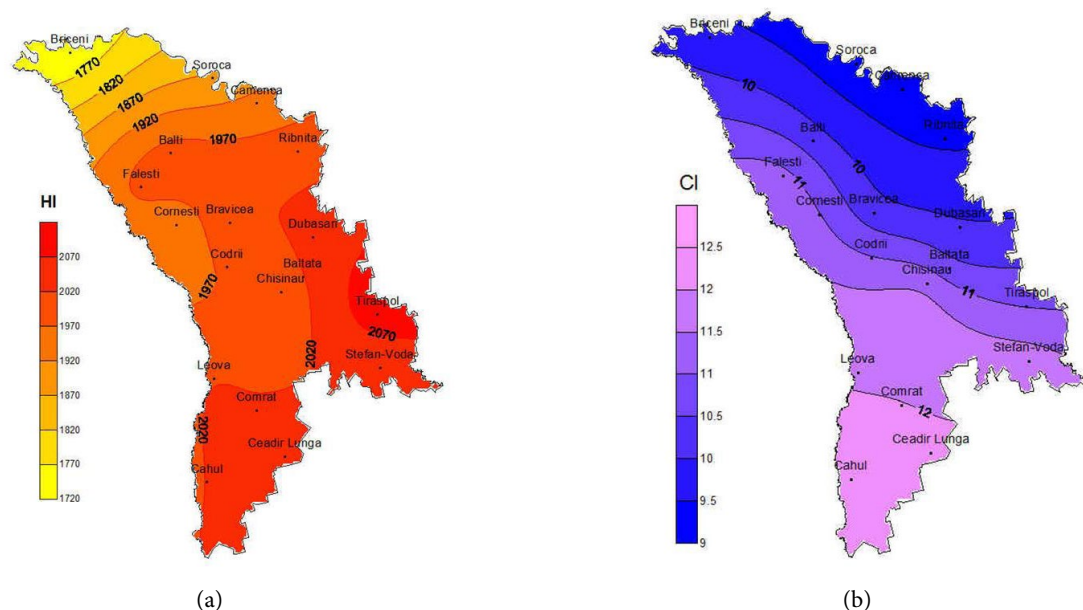 Briceni
1770
1820
1870
1920
Soroca
Camenca
1970
Balti
Ribnita
Falesti
HI
Cornesti
Bravicea
Dubasari
2070
Codrii
Baltata
2020
Chisinau
1970
1970
Tiraspol
1920
2070
1870
2020
Stefan-Voda
1820
Leova
1770
Comrat
1720
2020
Ceadir Lunga
Cahul
(a)
Briceni
Soroca
Camenca
10
Balti
Ribnita
10
Falesti
11
CI
Cornesti
Bravicea
Dubasari
12.5
Codrii
Baltata
12
Chisinau
11
Tiraspol
11.5
Stefan-Voda
11
Leova
10.5
Comrat
12
10
Ceadir Lunga
9.5
Cahul
9
(b)